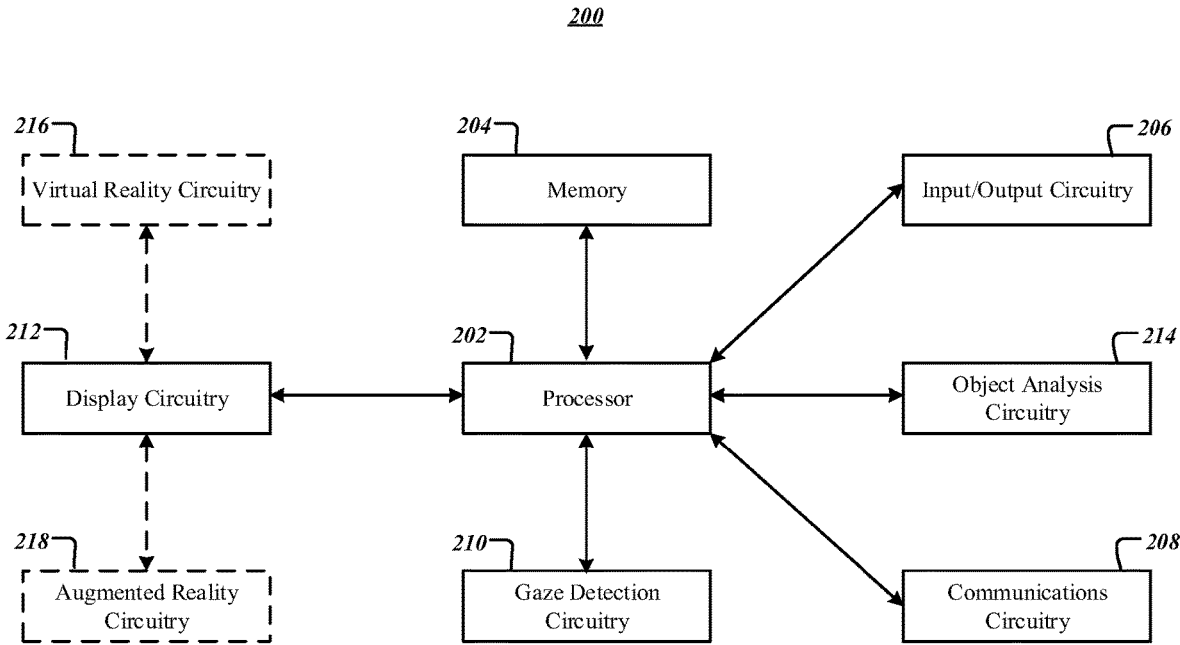 200
216
204
206
Virtual Reality Circuitry
Memory
Input/Output Circuitry
212
202
214
Display Circuitry
Processor
Object Analysis
Circuitry
218
210
208
Augmented Reality
Circuitry
Gaze Detection
Circuitry
Communications
Circuitry